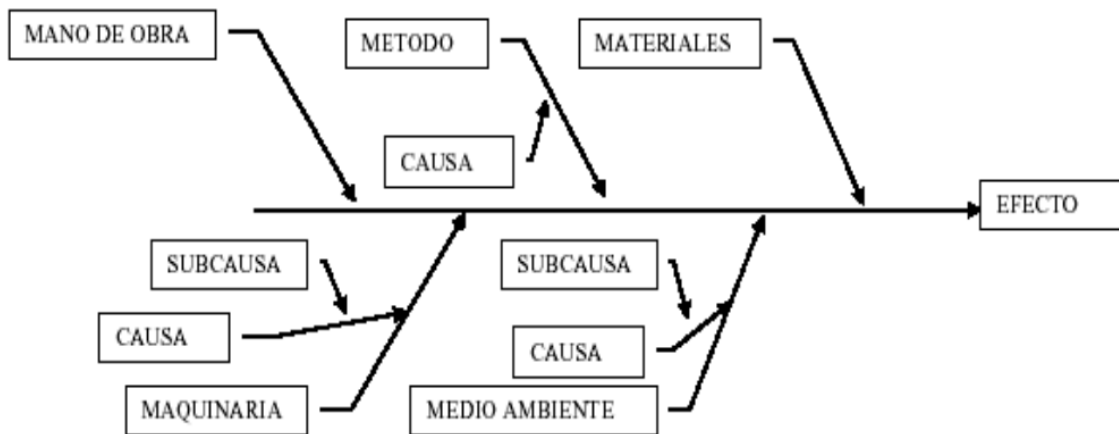 MANO DE OBRA
METODO
MATERIALES
CAUSA
EFECTO
SUBCAUSA
SUBCAUSA
CAUSA
CAUSA
MAQUINARIA
MEDIO AMBIENTE